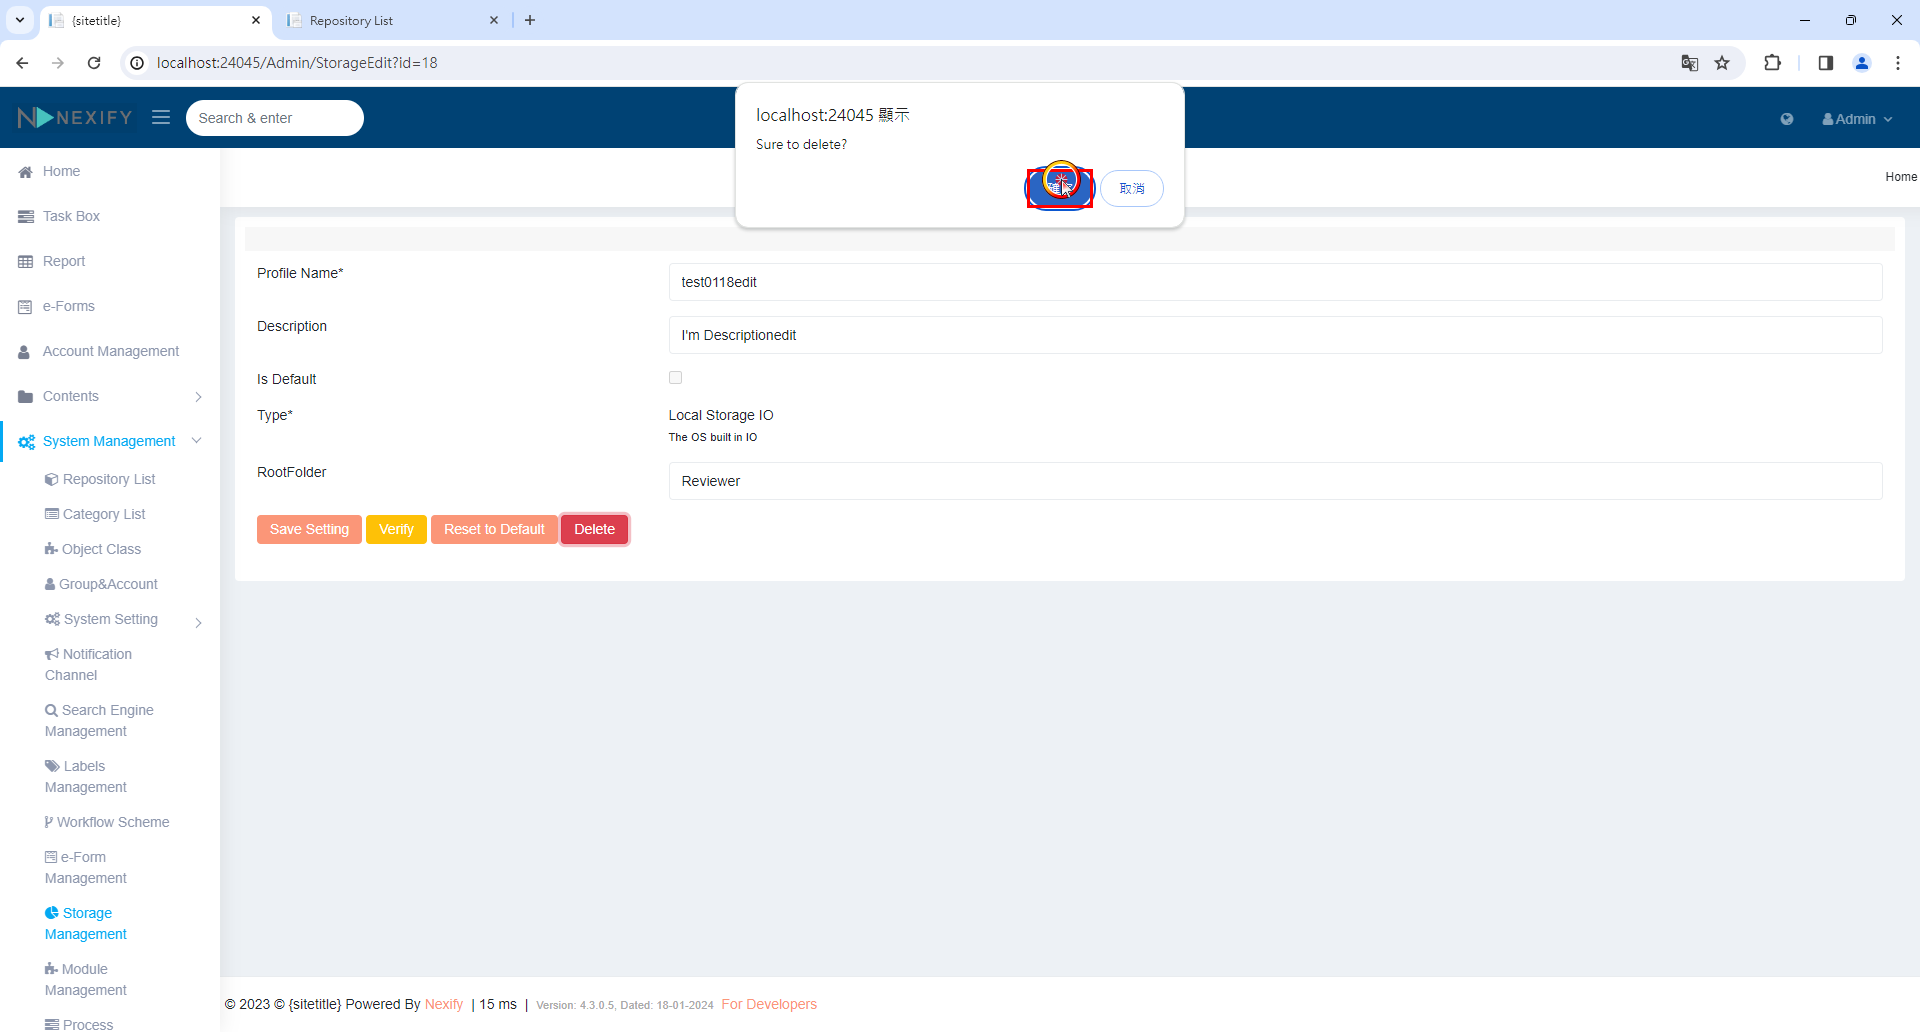 {sitetitle}
Repository List
localhost:24045/Admin/StorageEdit?id=18
NEXIFY
Search & enter
Admin
localhost:24045 顯示
Sure to delete?
取消
Home
Home
Task Box
Report
e-Forms
Account Management
Contents
System Management
Repository List
Category List
Object Class
Group&Account
System Setting
Notification
Channel
Search Engine
Management
Labels
Management
Workflow Scheme
e-Form
Management
Storage
Management
Module
Management
Process
Profile Name*
test0118edit
Description
I'm Descriptionedit
Is Default
Type*
Local Storage IO
The OS built in IO
RootFolder
Reviewer
Save Setting
Verify
Reset to Default
Delete
© 2023 © {sitetitle} Powered By Nexify | 15 ms | Version: 4.3.0.5, Dated: 18-01-2024 For Developers